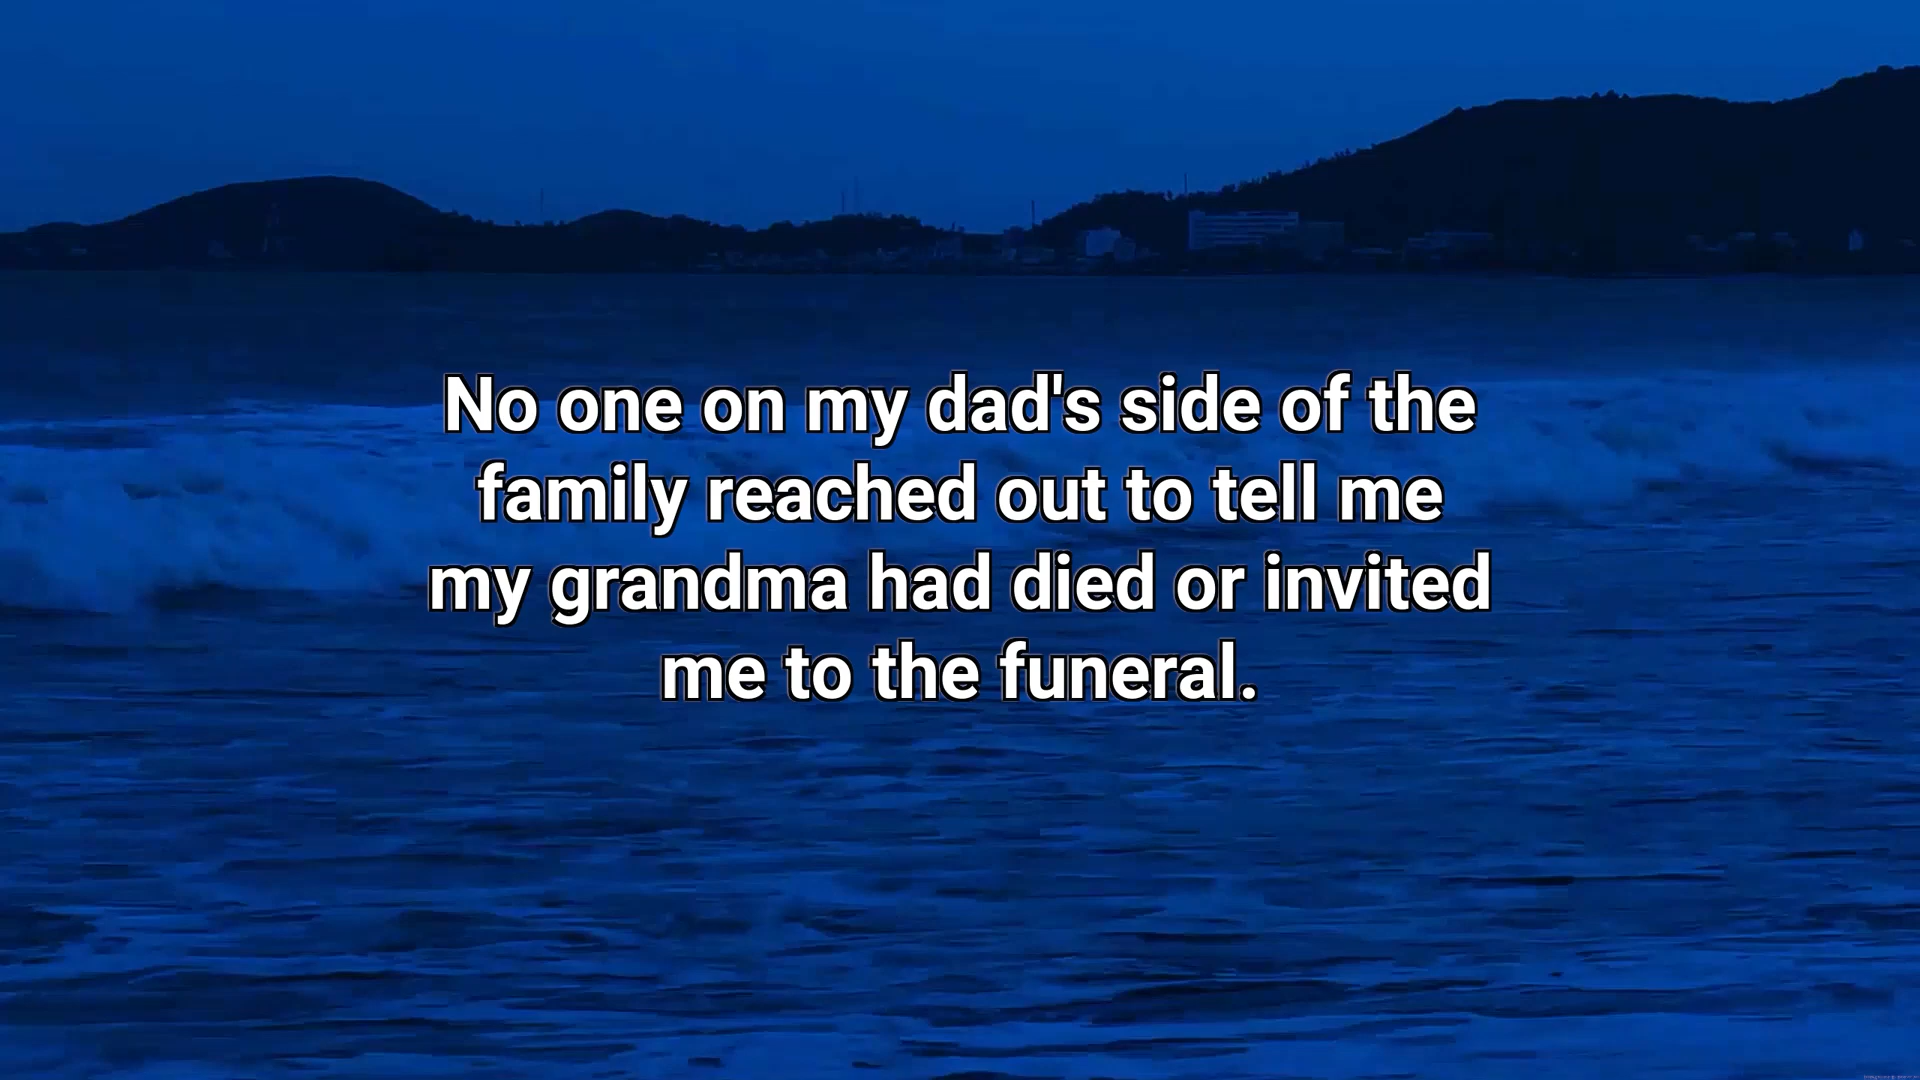 No one on my dad's side of the
family reached out to tell me
my grandma had died or invited
me to the funeral.